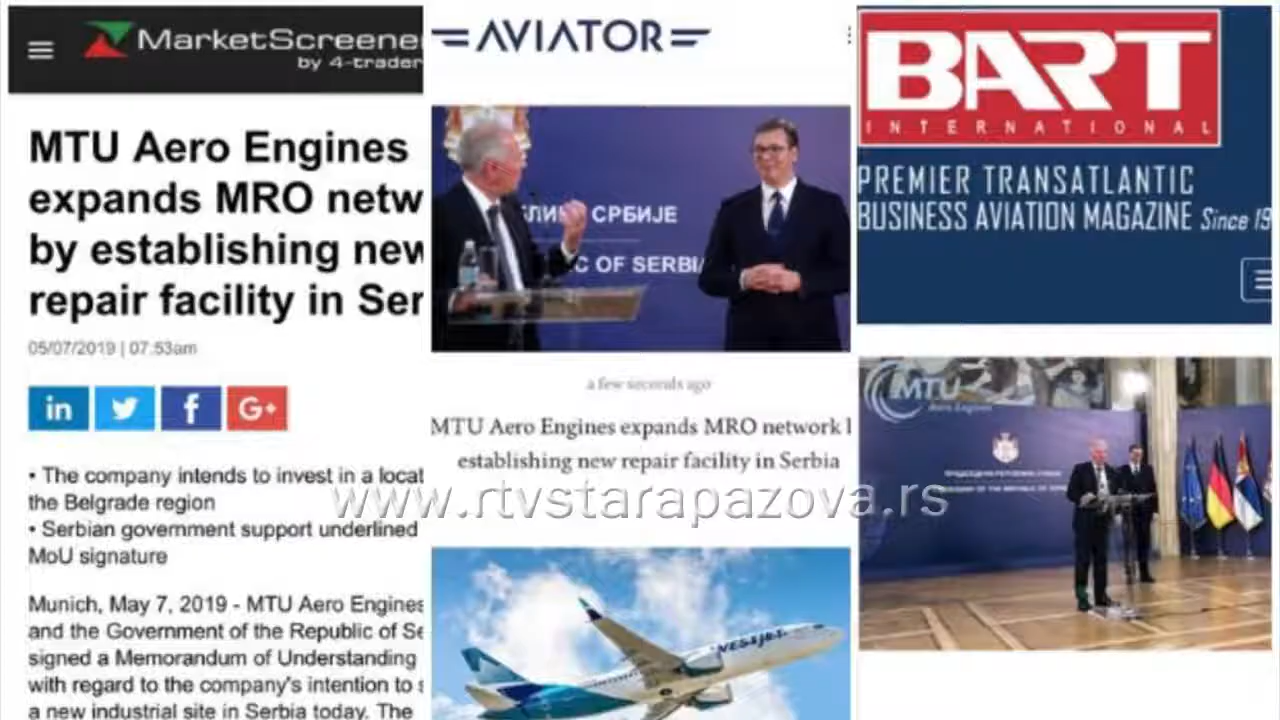 MarketScreene
by 4-trader
MTU Aero Engines
expands MRO netw
by establishing new
repair facility in Ser
05/07/2019 | 07:53am
in
f
G+
• The company intends to invest in a locat
the Belgrade region
• Serbian government support underlined
MoU signature
Munich, May 7, 2019 - MTU Aero Engines
and the Government of the Republic of Se
signed a Memorandum of Understanding
with regard to the company's intention to s
a new industrial site in Serbia today. The
AVIATOR
СРБИЈЕ
C OF SERBIA
a few seconds ago
MTU Aero Engines expands MRO network
establishing new repair facility in Serbia
WESTJET
BART
INTERNATIONAL
PREMIER TRANSATLANTIC
BUSINESS AVIATION MAGAZINE Since 19
MTU
Aero Engines
www.rtvstarapazova.rs